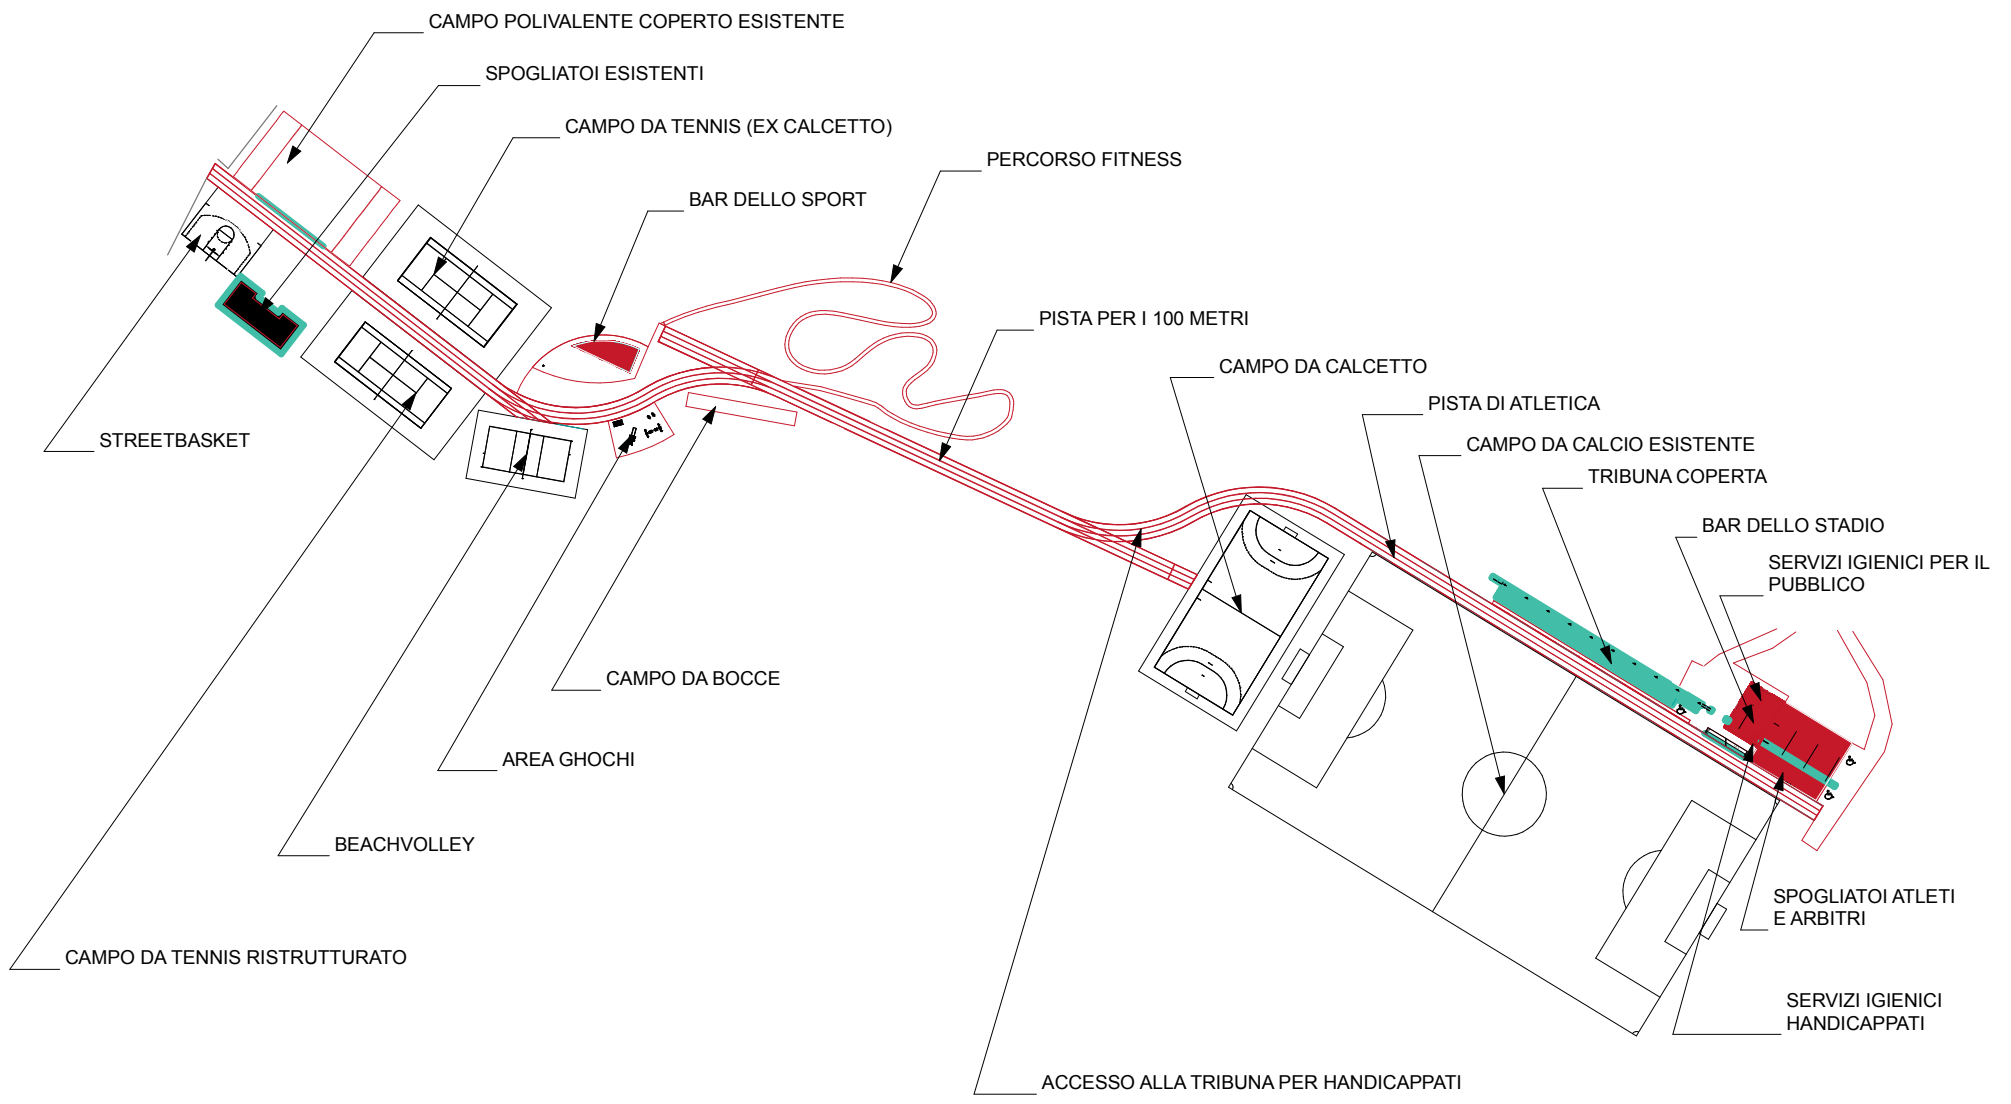 CAMPO POLIVALENTE COPERTO ESISTENTE
SPOGLIATOI ESISTENTI
CAMPO DA TENNIS (EX CALCETTO)
PERCORSO FITNESS
BAR DELLO SPORT
PISTA PER I 100 METRI
CAMPO DA CALCETTO
PISTA DI ATLETICA
STREETBASKET
CAMPO DA CALCIO ESISTENTE
TRIBUNA COPERTA
BAR DELLO STADIO
SERVIZI IGIENICI PER IL
PUBBLICO
CAMPO DA BOCCE
AREA GHOCHI
BEACHVOLLEY
SPOGLIATOI ATLETI
E ARBITRI
CAMPO DA TENNIS RISTRUTTURATO
SERVIZI IGIENICI
HANDICAPPATI
ACCESSO ALLA TRIBUNA PER HANDICAPPATI